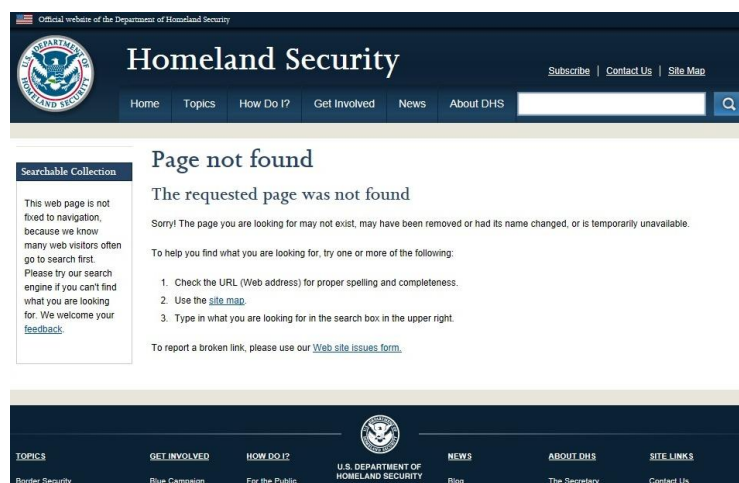 Official website of the Department of Homeland Security
U.S. DEPARTMENT OF
HOMELAND SECURITY
Homeland Security
Subscribe | Contact Us | Site Map
Home Topics How Do I? Get Involved News About DHS
Searchable Collection
This web page is not
fixed to navigation,
because we know
many web visitors often
go to search first.
Please try our search
engine if you can't find
what you are looking
for. We welcome your
feedback.
Page not found
The requested page was not found
Sorry! The page you are looking for may not exist, may have been removed or had its name changed, or is temporarily unavailable.
To help you find what you are looking for, try one or more of the following:
1. Check the URL (Web address) for proper spelling and completeness.
2. Use the site map.
3. Type in what you are looking for in the search box in the upper right.
To report a broken link, please use our Web site issues form.
U.S. DEPARTMENT OF
HOMELAND SECURITY
TOPICS GET INVOLVED HOW DO I? NEWS ABOUT DHS SITE LINKS
Border Security Blue Campaign For the Public Blog The Secretary Contact Us